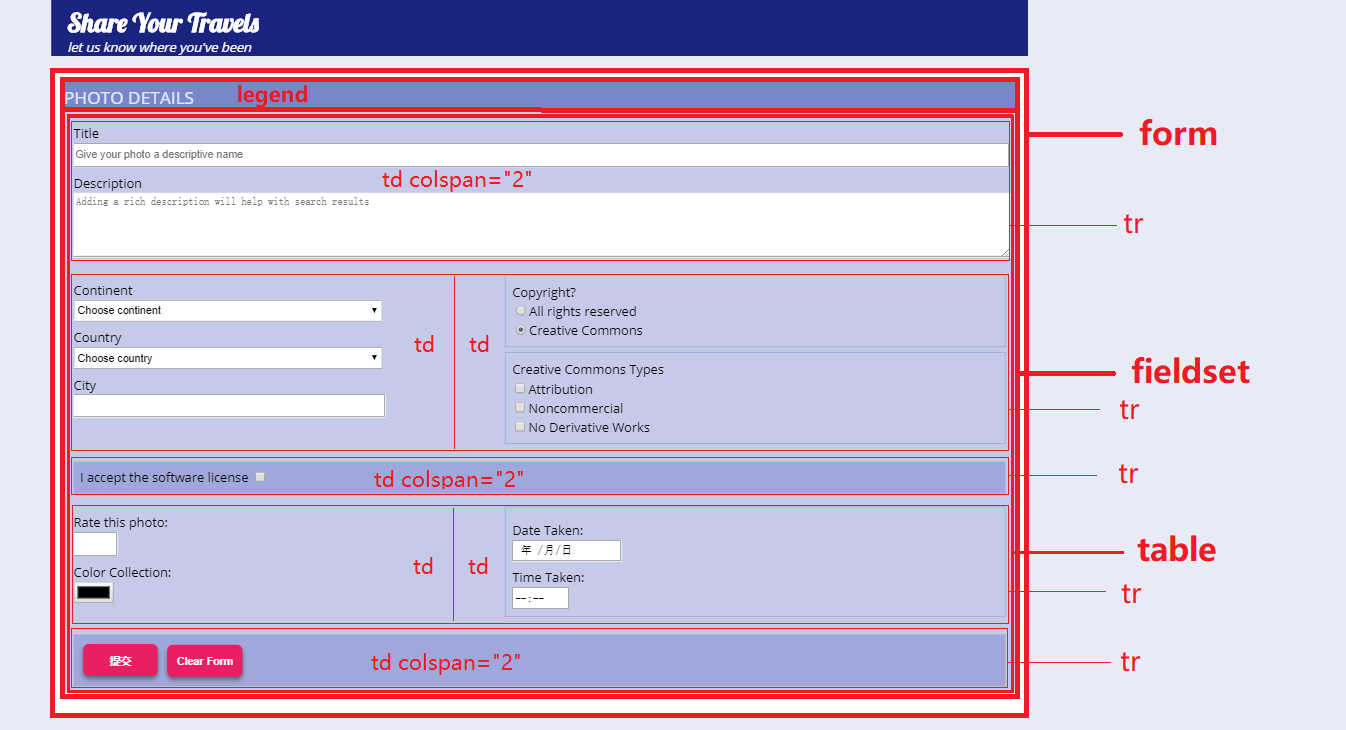 Share Your Travels
let us know where you've been
PHOTO DETAILS
legend
form
Title
Give your photo a descriptive name
Description
td colspan="2"
Adding a rich description will help with search results
tr
Continent
Choose continent
Country
Choose country
City
td
td
Copyright?
All rights reserved
Creative Commons
Creative Commons Types
Attribution
Noncommercial
No Derivative Works
fieldset
tr
I accept the software license
td colspan="2"
tr
Rate this photo:
Color Collection:
td
td
Date Taken:
年 /月/日
Time Taken:
--:--
table
tr
提交
Clear Form
td colspan="2"
tr